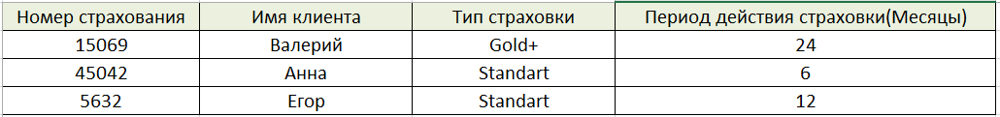 Номер страхования Имя клиента Тип страховки Период действия страховки(Месяцы)
15069 Валерий Gold+ 24
45042 Анна Standart 6
5632 Егор Standart 12